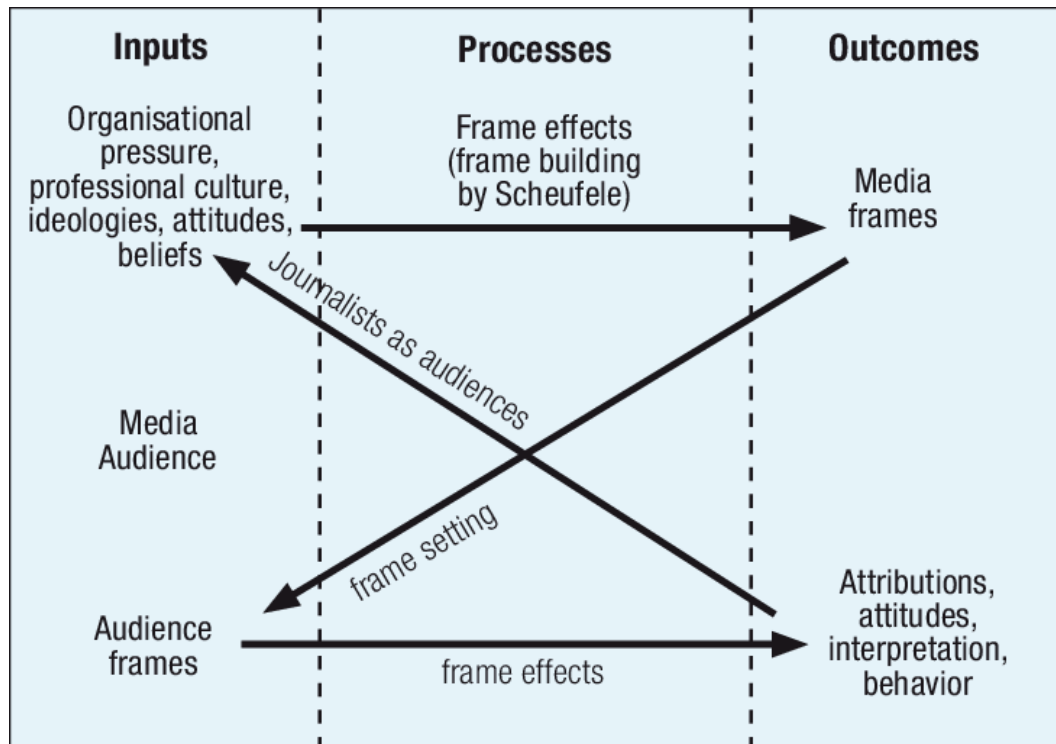 Inputs
Processes
Outcomes
Organisational
pressure,
professional culture,
ideologies, attitudes,
beliefs
Frame effects
(frame building
by Scheufele)
Media
frames
Journalists as audiences
Media
Audience
frame setting
Audience
frames
frame effects
Attributions,
attitudes,
interpretation,
behavior